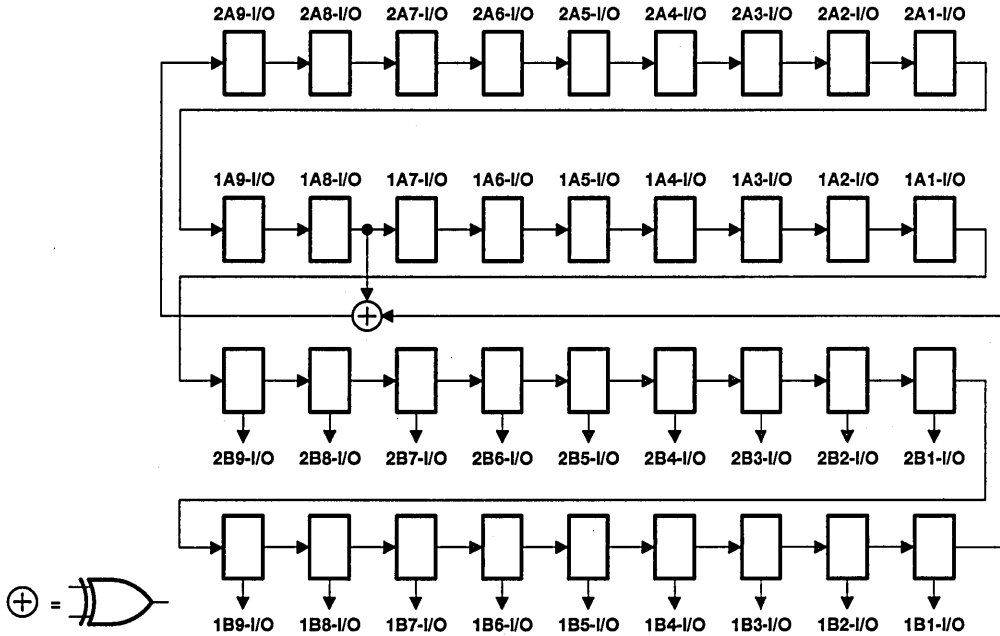 2A9-I/O 2A8-I/O 2A7-I/O 2A6-I/O 2A5-I/O 2A4-I/O 2A3-I/O 2A2-I/O 2A1-I/O
1A9-I/O 1A8-I/O 1A7-I/O 1A6-I/O 1A5-I/O 1A4-I/O 1A3-I/O 1A2-I/O 1A1-I/O
2B9-I/O 2B8-I/O 2B7-I/O 2B6-I/O 2B5-I/O 2B4-I/O 2B3-I/O 2B2-I/O 2B1-I/O
=
1B9-I/O 1B8-I/O 1B7-I/O 1B6-I/O 1B5-I/O 1B4-I/O 1B3-I/O 1B2-I/O 1B1-I/O